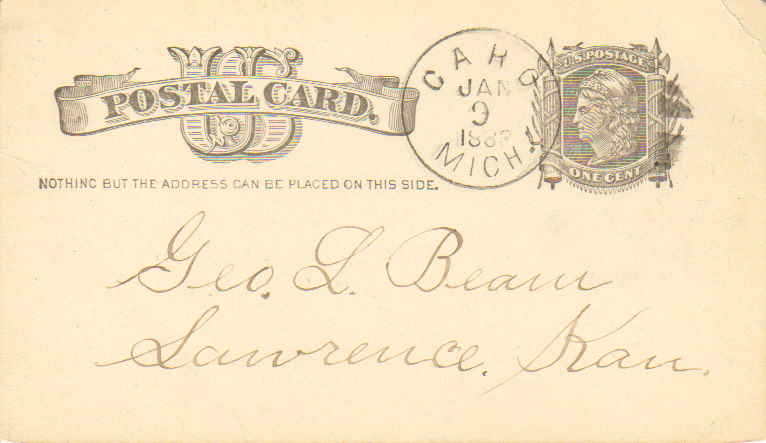 US
POSTAL CARD.
NOTHING BUT THE ADDRESS CAN BE PLACED ON THIS SIDE.
CARO
JAN
9
MICH.
U.S. POSTAGE
ONE CENT
Geo. L. Beam
Lawrence. Kan.